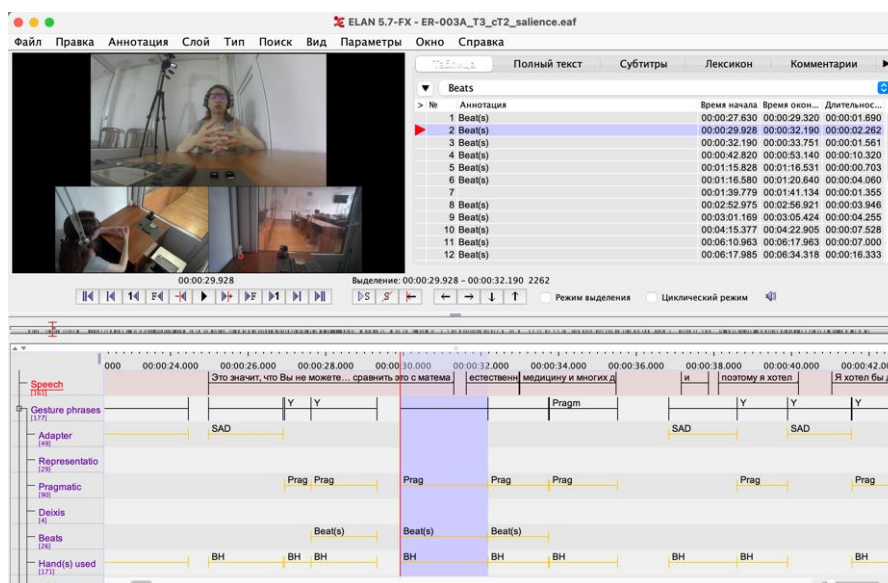 ELAN 5.7-FX - ER-003A_T3_cT2_salience.eaf
Файл Правка Аннотация Слой Тип Поиск Вид Параметры Окно Справка
Таблица Полный текст Субтитры Лексикон Комментарии
Beats
> № Аннотация Время начала Время окон... Длительнос...
1 Beat(s) 00:00:27.630 00:00:29.320 00:00:01.690
2 Beat(s) 00:00:29.928 00:00:32.190 00:00:02.262
3 Beat(s) 00:00:32.190 00:00:33.751 00:00:01.561
4 Beat(s) 00:00:42.820 00:00:53.140 00:00:10.320
5 Beat(s) 00:01:15.828 00:01:16.531 00:00:00.703
6 Beat(s) 00:01:16.580 00:01:20.640 00:00:04.060
7 00:01:39.779 00:01:41.134 00:00:01.355
8 Beat(s) 00:02:52.975 00:02:56.921 00:00:03.946
9 Beat(s) 00:03:01.169 00:03:05.424 00:00:04.255
10 Beat(s) 00:04:15.377 00:04:22.905 00:00:07.528
11 Beat(s) 00:06:10.963 00:06:17.963 00:00:07.000
12 Beat(s) 00:06:17.985 00:06:34.318 00:00:16.333
00:00:29.928 Выделение: 00:00:29.928 - 00:00:32.190 2262
Режим выделения Циклический режим
000 00:00:24.000 00:00:26.000 00:00:28.000 00:00:30.000 00:00:32.000 00:00:34.000 00:00:36.000 00:00:38.000 00:00:40.000 00:00:42.0
Speech Это значит, что Вы не можете... сравнить это с матема естественн медицину и многих д и поэтому я хотел Я хотел бы
[161]
Gesture phrases Y Y Pragm Y Y Y
[177]
Adapter SAD SAD SAD
[49]
Representatio
[29]
Pragmatic Prag Prag Prag Prag Prag Prag Prag
[90]
Deixis
[4]
Beats Beat(s) Beat(s) Beat(s)
[26]
Hand(s) used BH BH BH BH BH BH BH BH BH
[171]